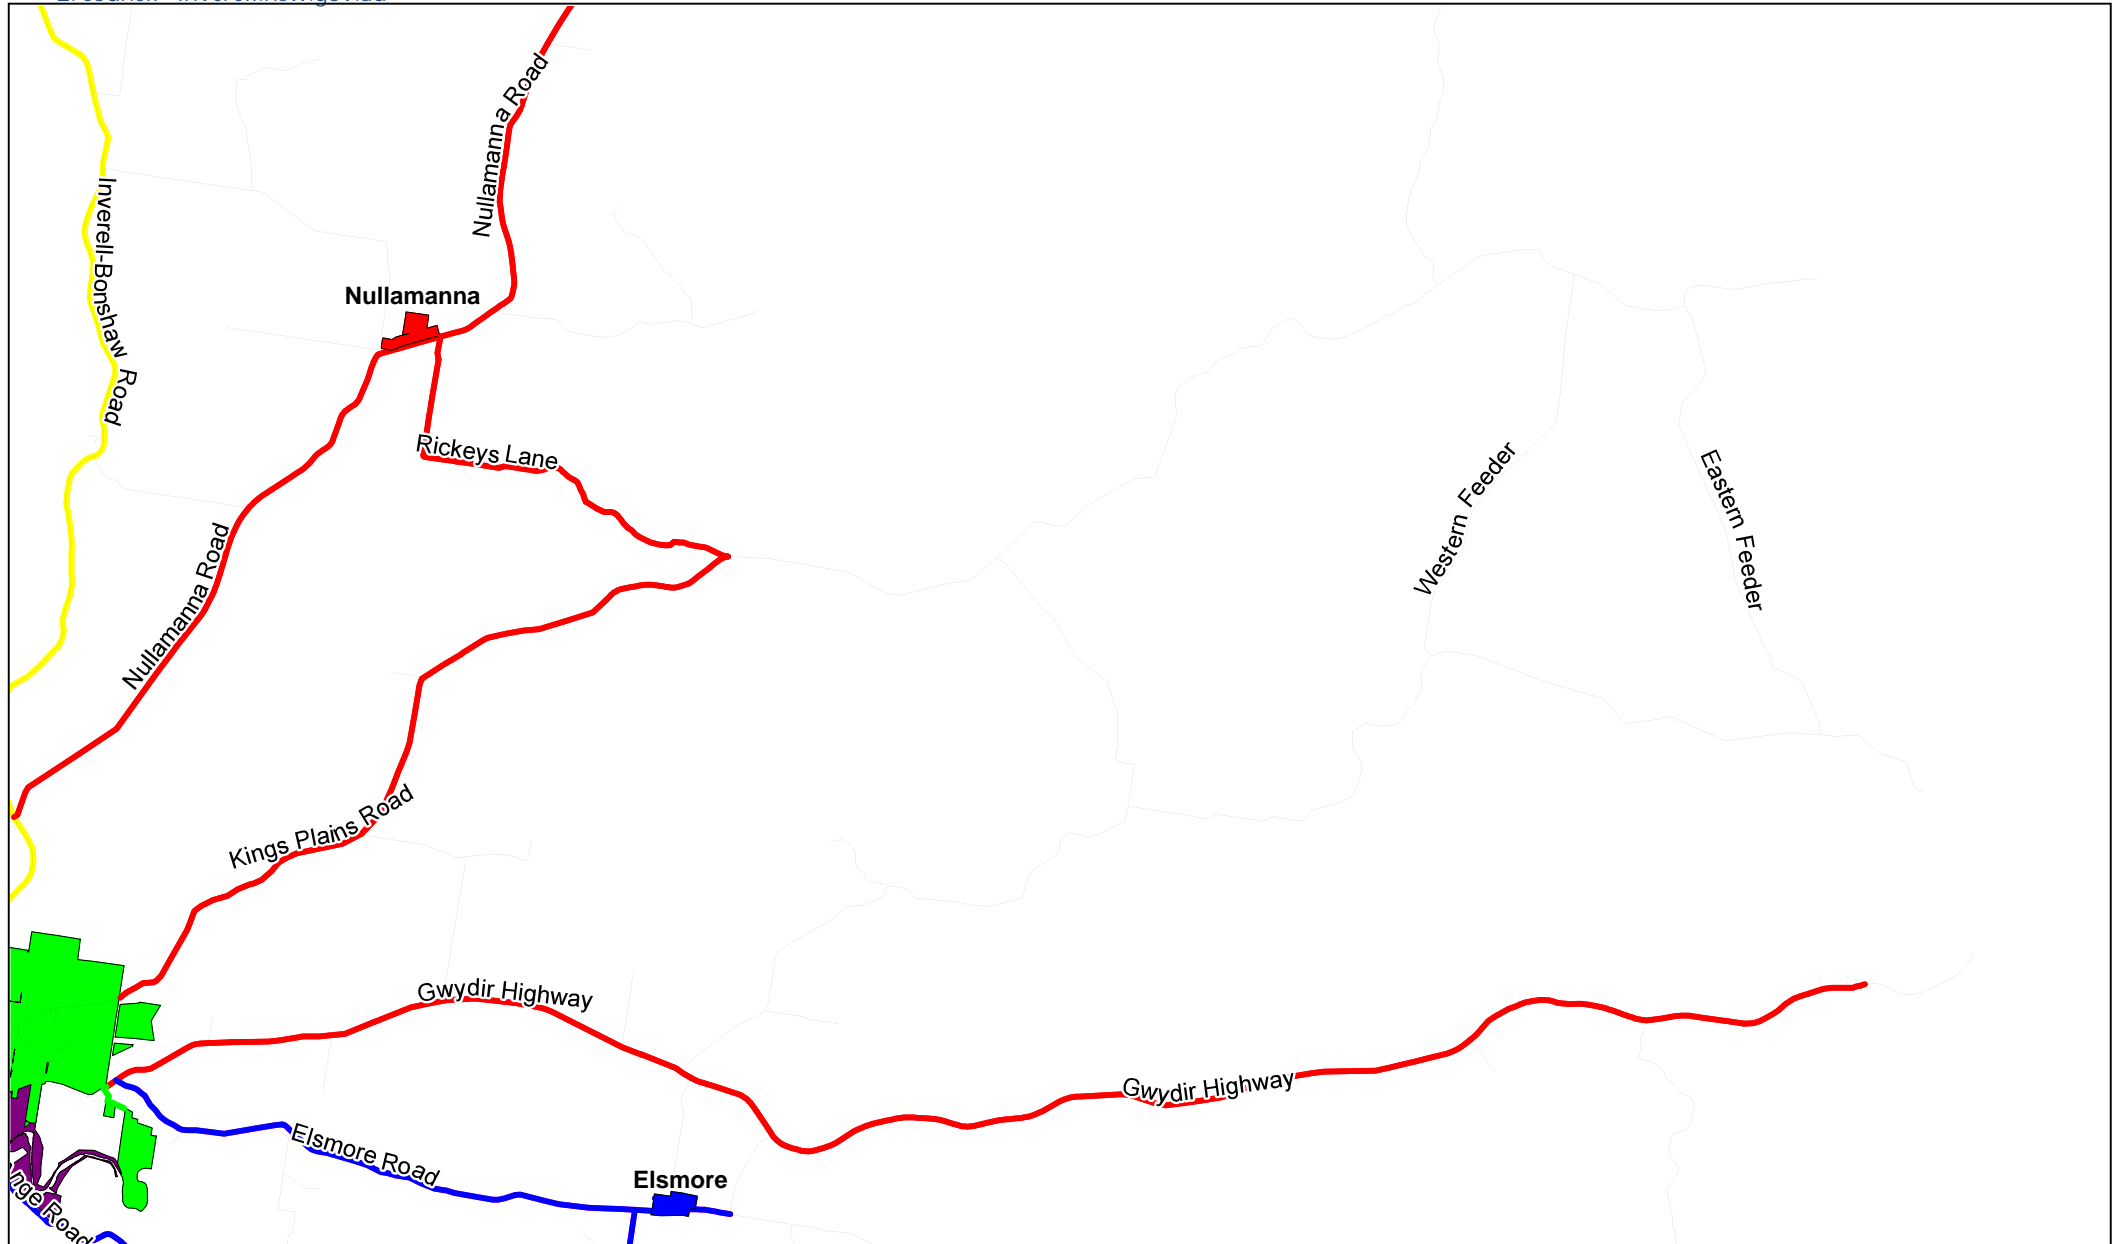 Nullamanna Road
Inverell-Bonshaw Road
Nullamanna
Rickeys Lane
Western Feeder
Eastern Feeder
Nullamanna Road
Kings Plains Road
Gwydir Highway
Gwydir Highway
Elsmore Road
Elsmore
Road